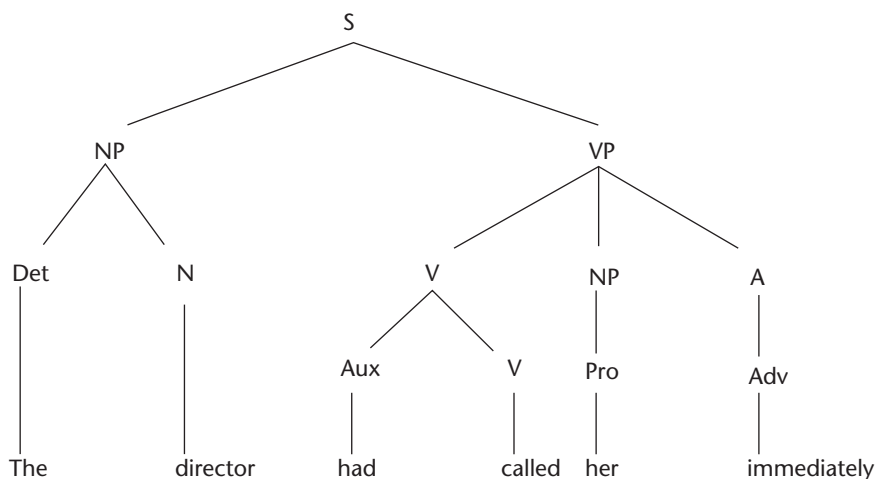 S
NP VP
Det N V NP A
Aux V Pro Adv
The director had called her immediately